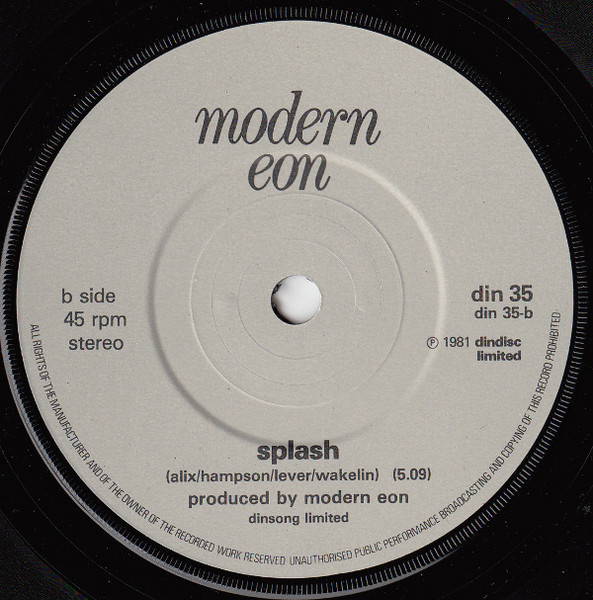 modern
eon
b side
45 rpm
stereo
din 35
din 35-b
℗ 1981 dindisc
limited
splash
(alix/hampson/lever/wakelin) (5.09)
produced by modern eon
dinsong limited
ALL RIGHTS OF THE MANUFACTURER AND OF THE OWNER OF THE RECORDED WORK RESERVED UNAUTHORISED PUBLIC PERFORMANCE BROADCASTING AND COPYING OF THIS RECORD PROHIBITED